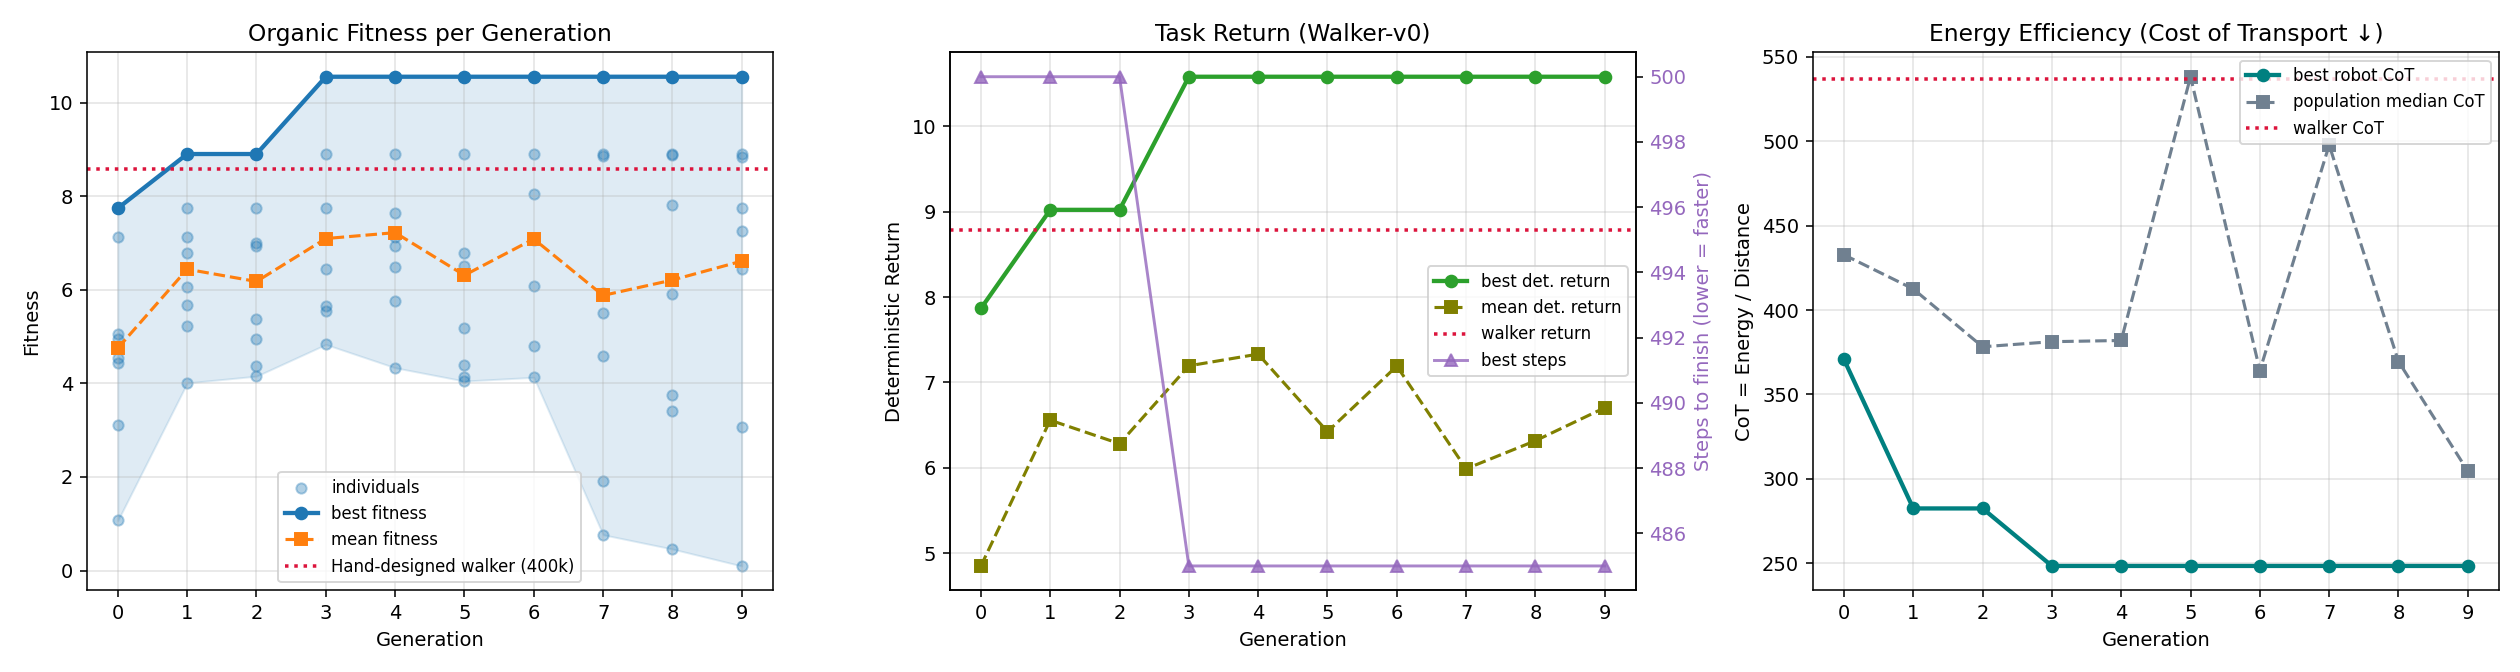 Organic Fitness per Generation
Fitness
10
8
6
4
2
0
individuals
best fitness
mean fitness
Hand-designed walker (400k)
0 1 2 3 4 5 6 7 8 9
Generation
Task Return (Walker-v0)
Deterministic Return
10
9
8
7
6
5
best det. return
mean det. return
walker return
best steps
500
498
496
494
492
490
488
486
Steps to finish (lower = faster)
0 1 2 3 4 5 6 7 8 9
Generation
Energy Efficiency (Cost of Transport ↓)
CoT = Energy / Distance
550
500
450
400
350
300
250
best robot CoT
population median CoT
walker CoT
0 1 2 3 4 5 6 7 8 9
Generation